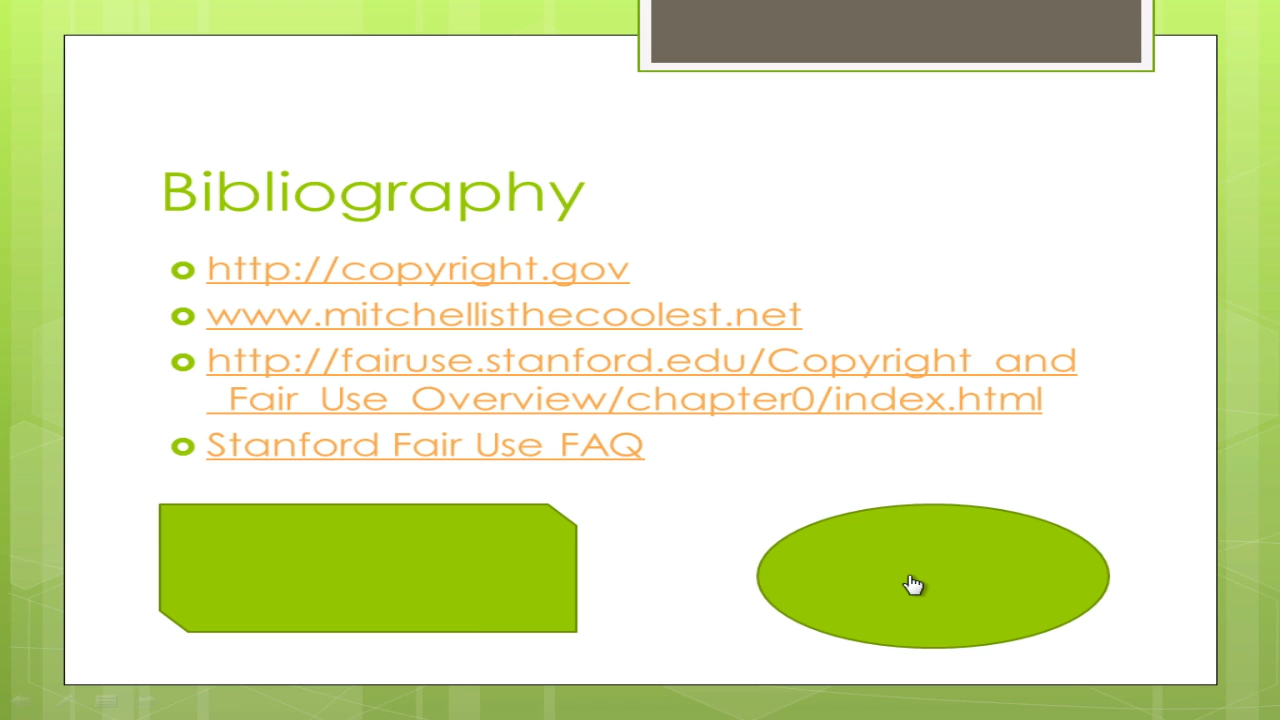 Bibliography
http://copyright.gov
www.mitchellisthecoolest.net
http://fairuse.stanford.edu/Copyright_and
_Fair_Use_Overview/chapter0/index.html
Stanford Fair Use FAQ